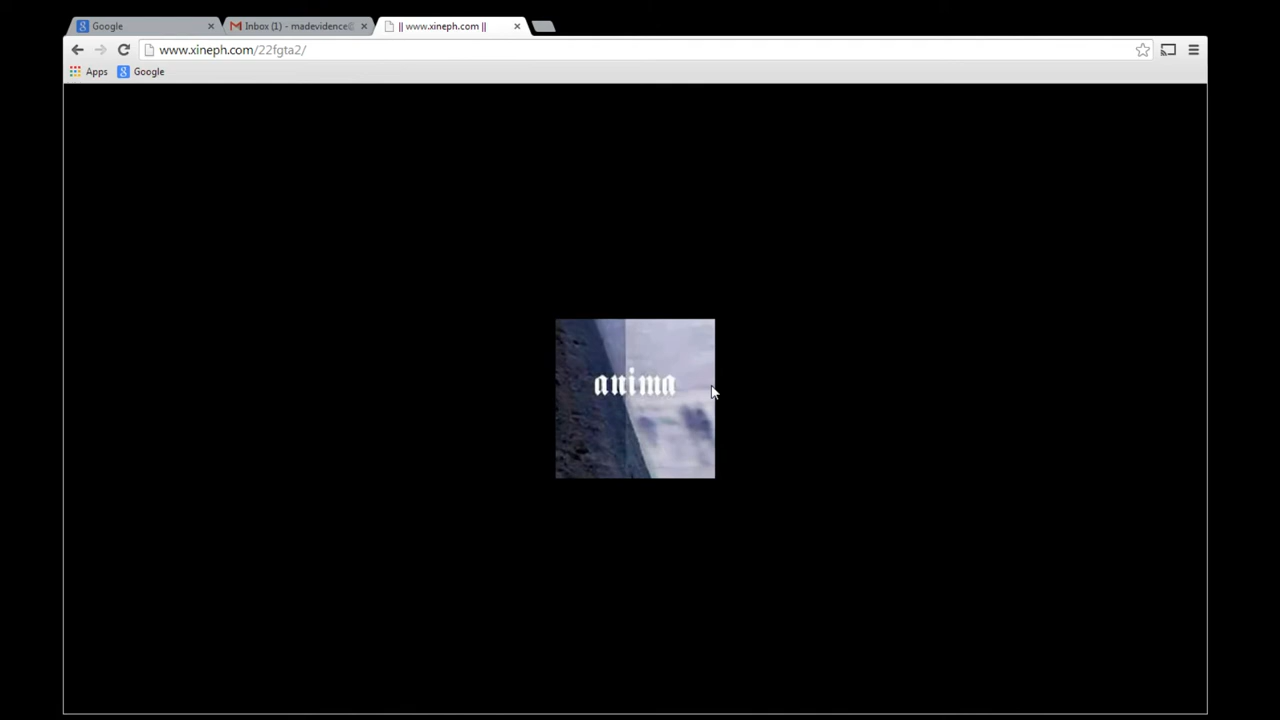 Google
Inbox (1) - madevidence@
|| www.xineph.com ||
www.xineph.com/22fgta2/
Apps
Google
anima